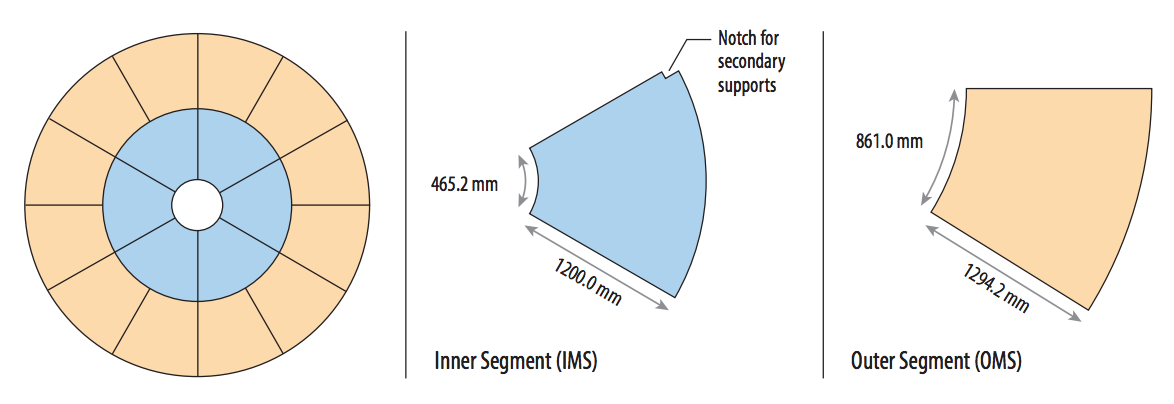 Notch for
secondary
supports
465.2 mm
1200.0 mm
Inner Segment (IMS)
861.0 mm
1294.2 mm
Outer Segment (OMS)